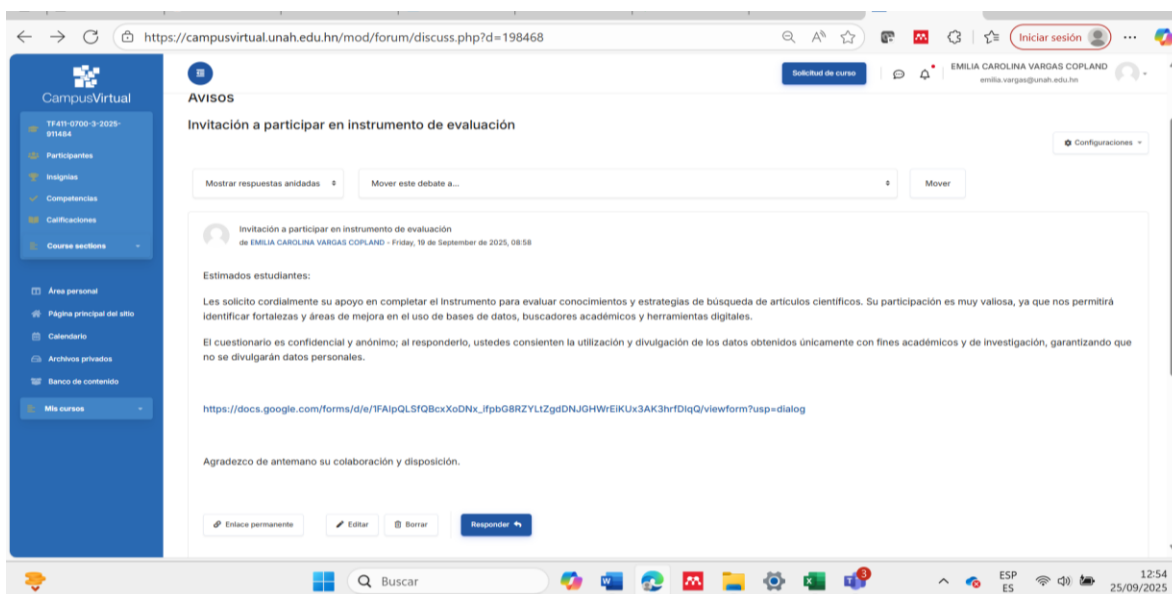 https://campusvirtual.unah.edu.hn/mod/forum/discuss.php?d=198468
Iniciar sesión
CampusVirtual
TF411-0700-3-2025-911484
Participantes
Insignias
Competencias
Calificaciones
Course sections
Área personal
Página principal del sitio
Calendario
Archivos privados
Banco de contenido
Mis cursos
Solicitud de curso
EMILIA CAROLINA VARGAS COPLAND
emilia.vargas@unah.edu.hn
Avisos
Invitación a participar en instrumento de evaluación
Configuraciones
Mostrar respuestas anidadas
Mover este debate a...
Mover
Invitación a participar en instrumento de evaluación
de EMILIA CAROLINA VARGAS COPLAND - Friday, 19 de September de 2025, 08:58
Estimados estudiantes:
Les solicito cordialmente su apoyo en completar el Instrumento para evaluar conocimientos y estrategias de búsqueda de artículos científicos. Su participación es muy valiosa, ya que nos permitirá
identificar fortalezas y áreas de mejora en el uso de bases de datos, buscadores académicos y herramientas digitales.
El cuestionario es confidencial y anónimo; al responderlo, ustedes consienten la utilización y divulgación de los datos obtenidos únicamente con fines académicos y de investigación, garantizando que
no se divulgarán datos personales.
https://docs.google.com/forms/d/e/1FAIpQLSfQBcxXoDNx_ifpbG8RZYLtZgdDNJGHWrEiKUx3AK3hrfDIqQ/viewform?usp=dialog
Agradezco de antemano su colaboración y disposición.
Enlace permanente
Editar
Borrar
Responder
Buscar
3
ESP
ES
12:54
25/09/2025